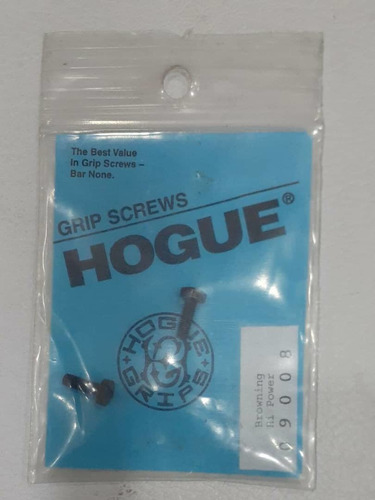 The Best Value
In Grip Screws –
Bar None.
GRIP SCREWS
HOGUE®
HOGUE
GRIPS
Browning
Hi Power
09008